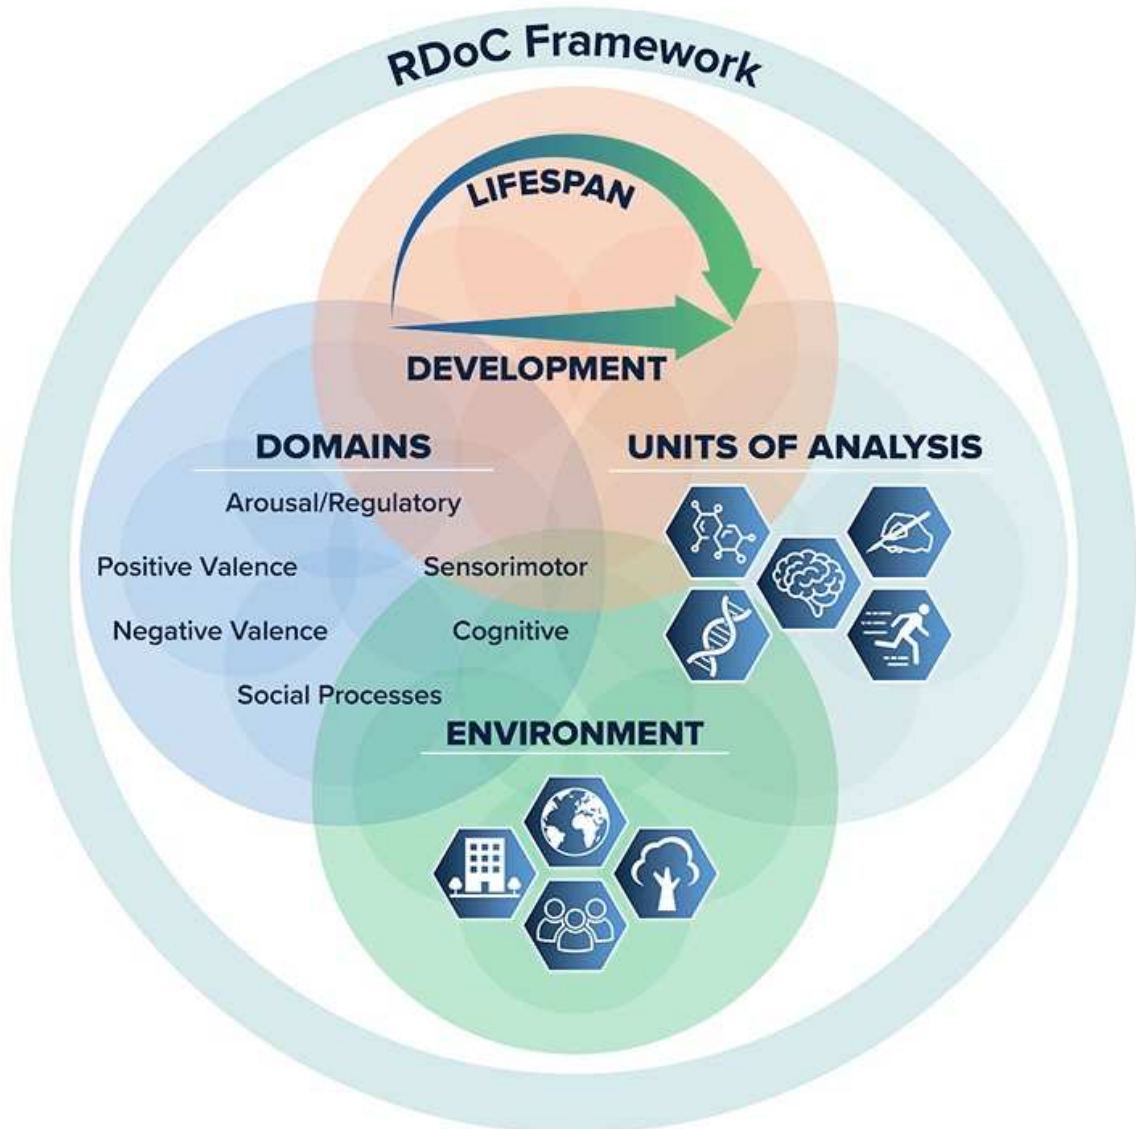 RDoC Framework
LIFESPAN
DEVELOPMENT
DOMAINS
Arousal/Regulatory
Positive Valence
Sensorimotor
Negative Valence
Cognitive
Social Processes
UNITS OF ANALYSIS
ENVIRONMENT